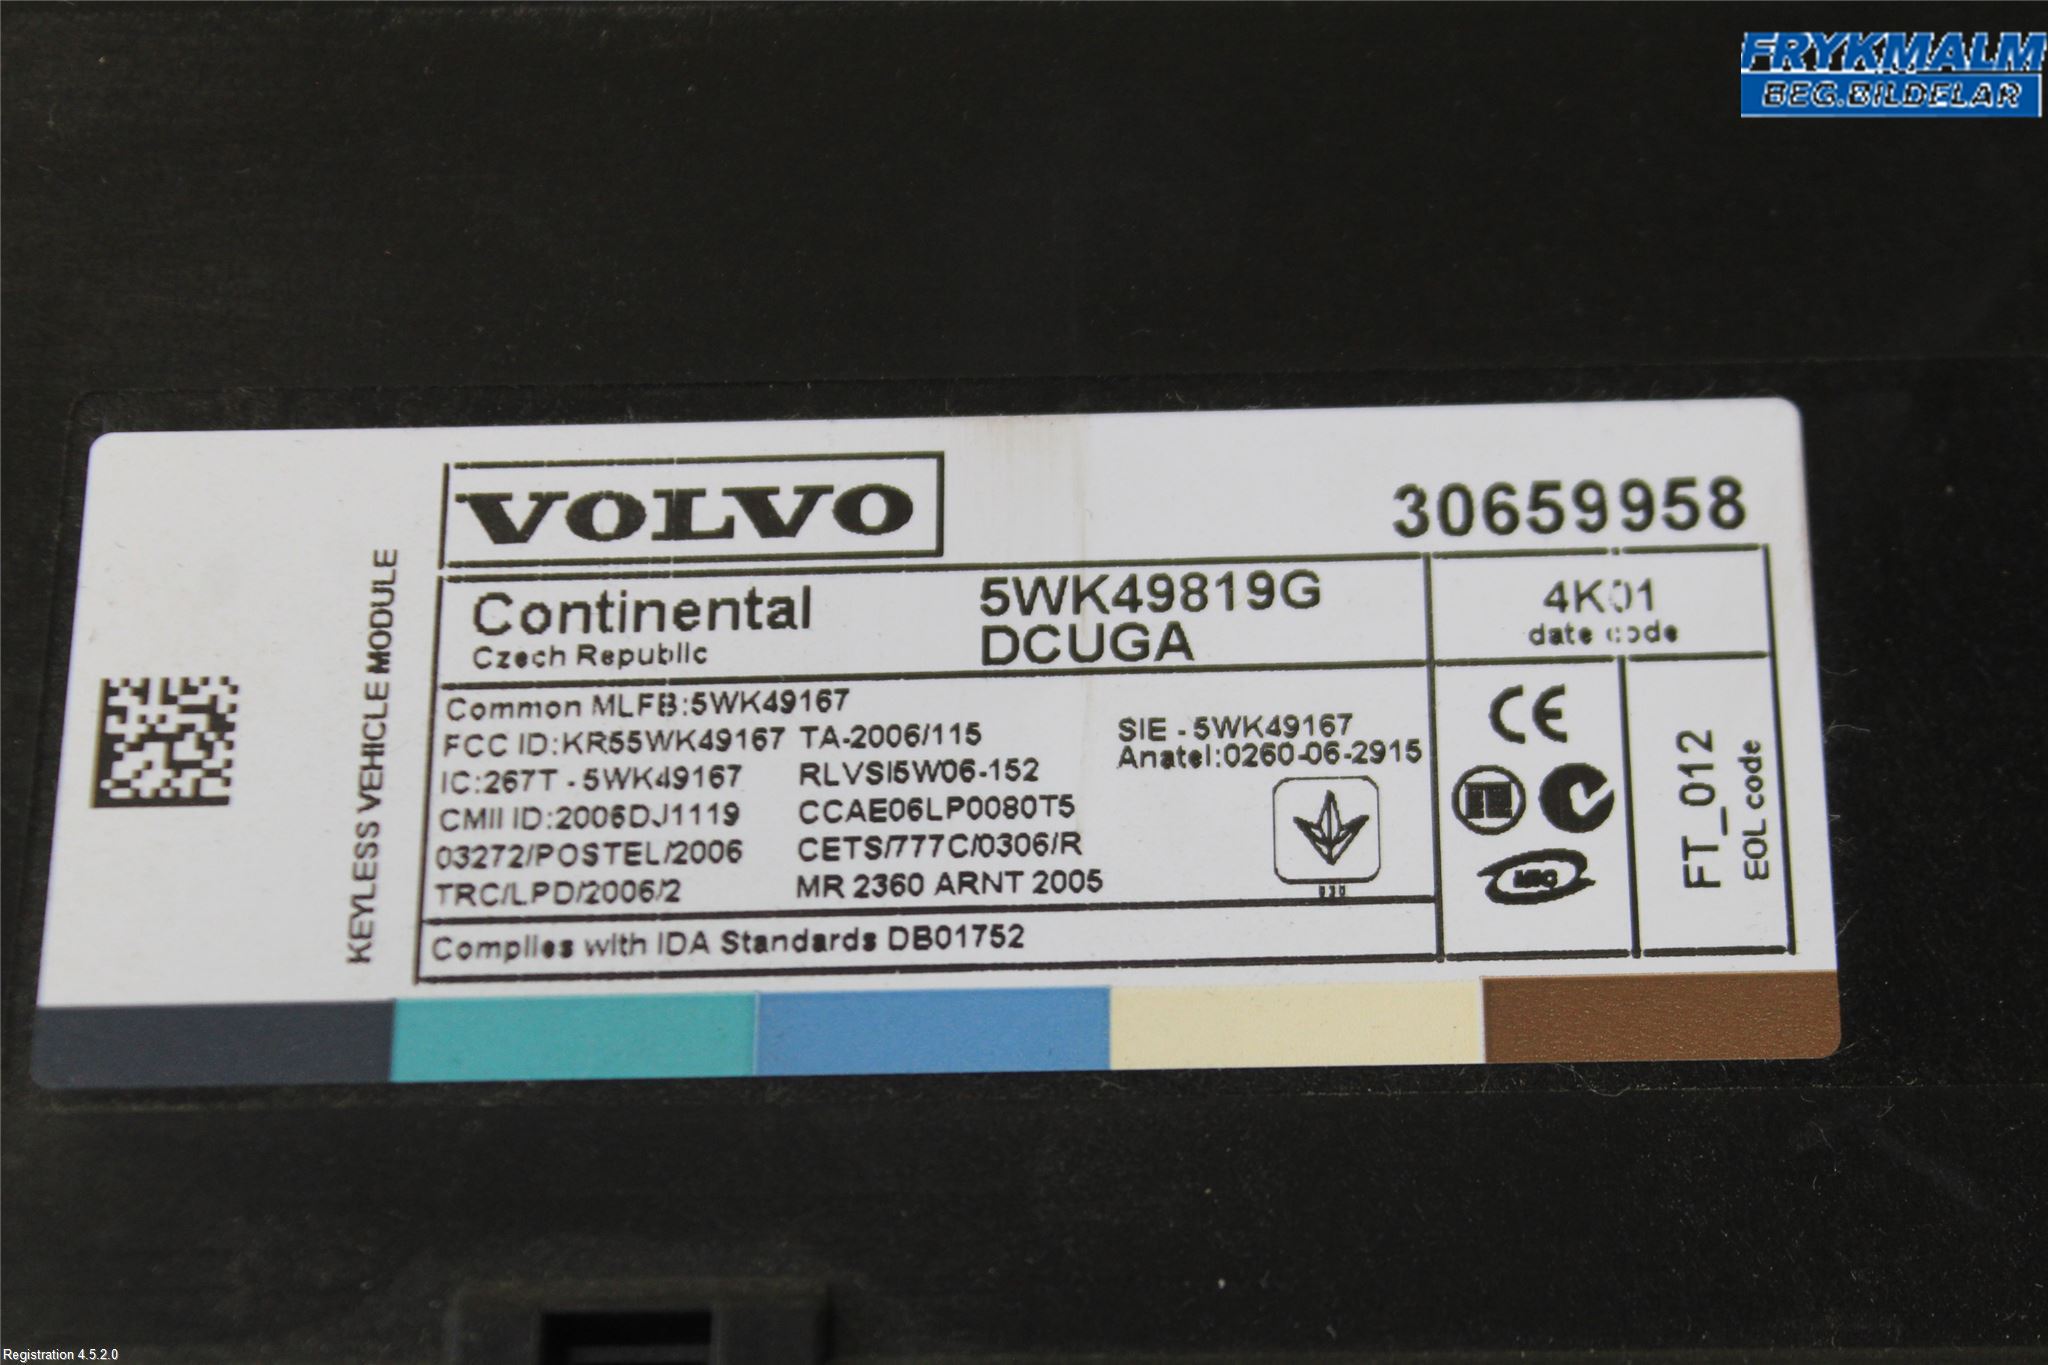 FRYKMALM
BEG.BILDELAR
VOLVO
30659958
KEYLESS VEHICLE MODULE
Continental
Czech Republic
5WK49819G
DCUGA
4K01
date code
Common MLFB:5WK49167
FCC ID:KR55WK49167 TA-2006/115
IC:267T - 5WK49167 RLVSI5W06-152
CMII ID:2006DJ1119 CCAE06LP0080T5
03272/POSTEL/2006 CETS/777C/0306/R
TRC/LPD/2006/2 MR 2360 ARNT 2005
SIE - 5WK49167
Anatel:0260-06-2915
Complies with IDA Standards DB01752
CE
FT_012
EOL code
Registration 4.5.2.0